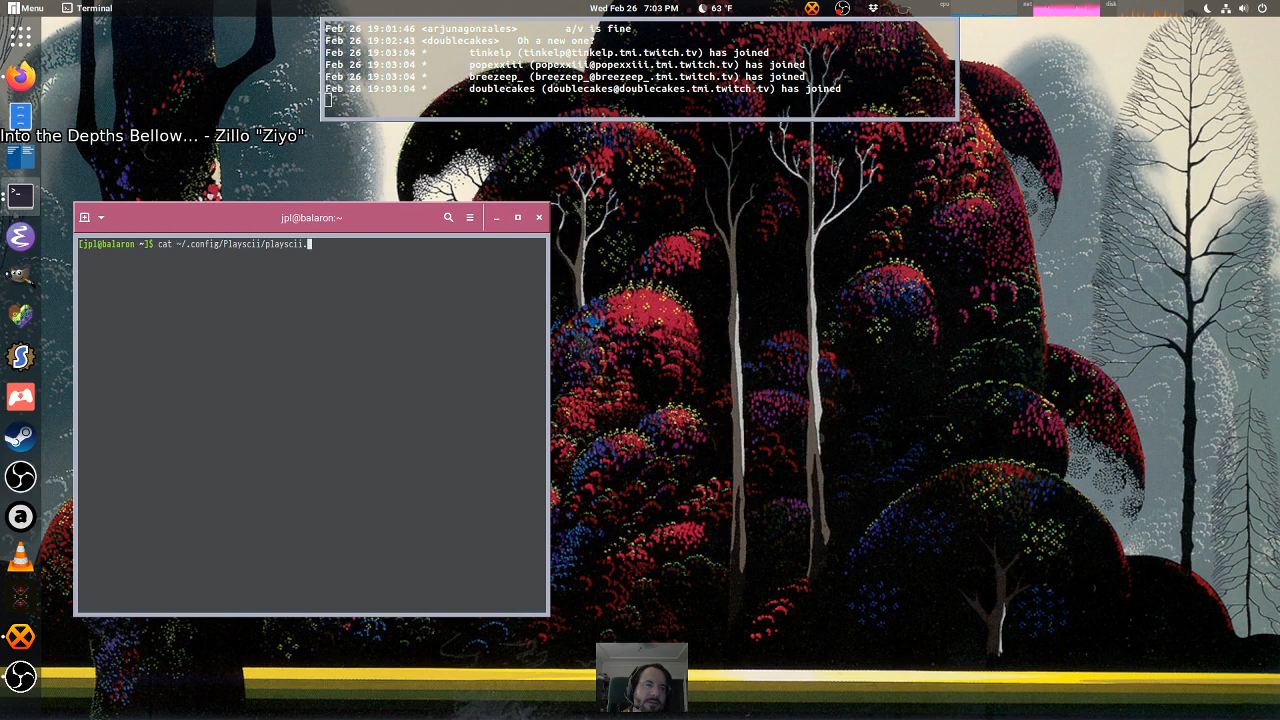 Menu
Terminal
Wed Feb 26   7:03 PM
63 °F
cpu
net
disk
Feb 26 19:01:46 <arjunagonzales>        a/v is fine
Feb 26 19:02:43 <doublecakes>   Oh a new one?
Feb 26 19:03:04 *       tinkelp (tinkelp@tinkelp.tmi.twitch.tv) has joined
Feb 26 19:03:04 *       popexxiii (popexxiii@popexxiii.tmi.twitch.tv) has joined
Feb 26 19:03:04 *       breezeep_ (breezeep_@breezeep_.tmi.twitch.tv) has joined
Feb 26 19:03:04 *       doublecakes (doublecakes@doublecakes.tmi.twitch.tv) has joined
Into the Depths Bellow... - Zillo "Ziyo"
jpl@balaron:~
[jpl@balaron ~]$ cat ~/.config/Playscii/playscii.